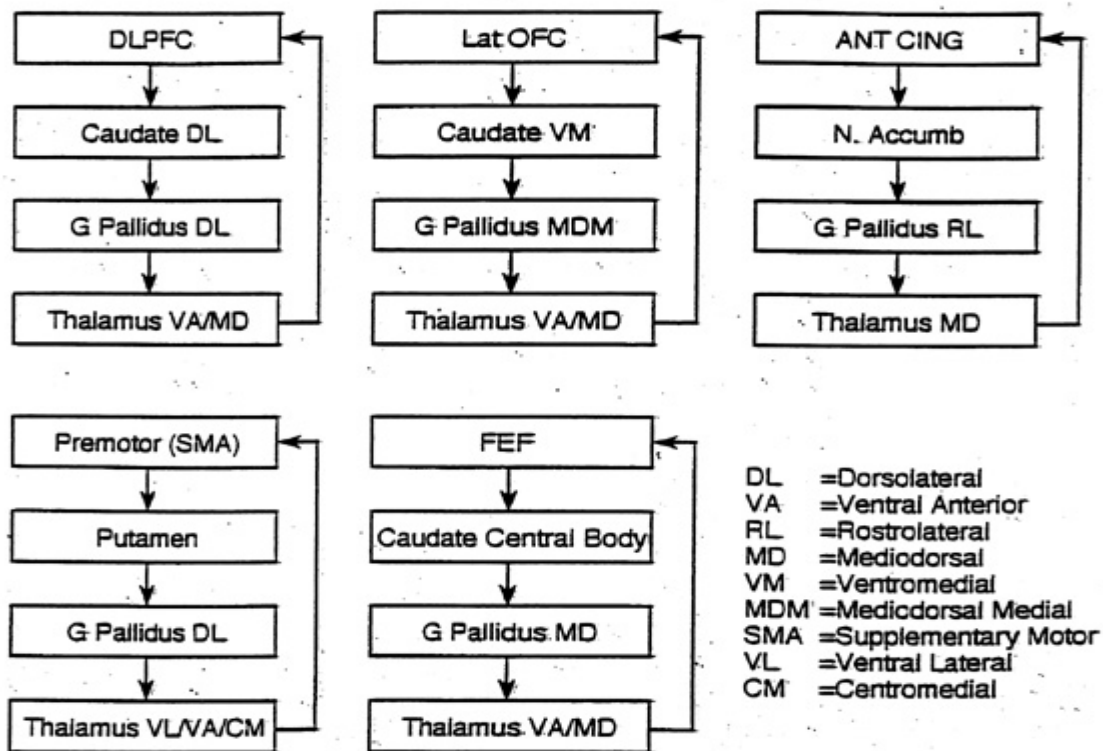 DLPFC
Caudate DL
G Pallidus DL
Thalamus VA/MD
Lat OFC
Caudate VM
G Pallidus MDM
Thalamus VA/MD
ANT CING
N. Accumb
G Pallidus RL
Thalamus MD
Premotor (SMA)
Putamen
G Pallidus DL
Thalamus VL/VA/CM
FEF
Caudate Central Body
G Pallidus MD
Thalamus VA/MD
DL =Dorsolateral
VA =Ventral Anterior
RL =Rostrolateral
MD =Mediodorsal
VM =Ventromedial
MDM =Mediodorsal Medial
SMA =Supplementary Motor
VL =Ventral Lateral
CM =Centromedial